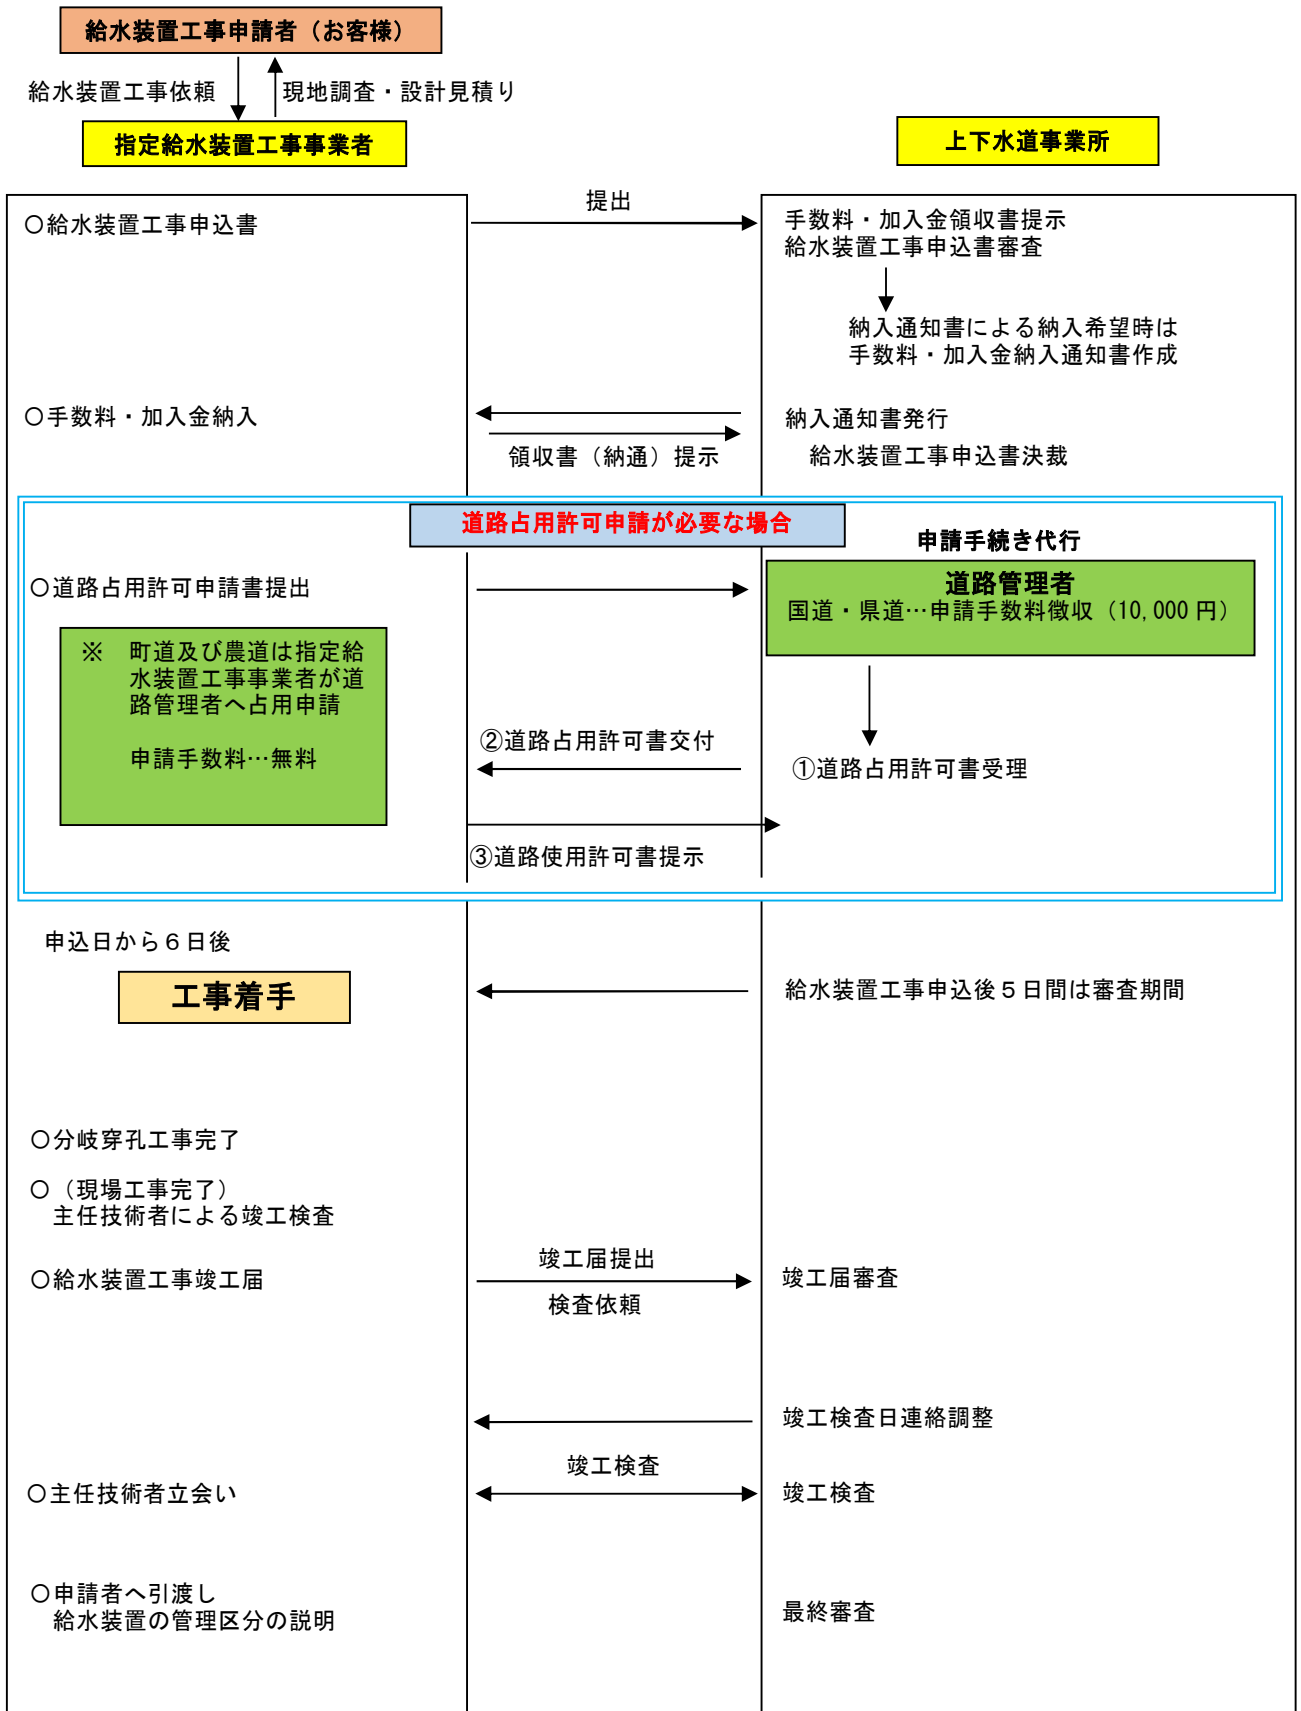 給水装置工事申請者（お客様）
給水装置工事依頼
現地調査・設計見積り
指定給水装置工事事業者
上下水道事業所
提出
〇給水装置工事申込書
手数料・加入金領収書提示
給水装置工事申込書審査
納入通知書による納入希望時は
手数料・加入金納入通知書作成
〇手数料・加入金納入
納入通知書発行
領収書（納通）提示
給水装置工事申込書決裁
道路占用許可申請が必要な場合
申請手続き代行
〇道路占用許可申請書提出
道路管理者
国道・県道…申請手数料徴収（10,000円）
※　町道及び農道は指定給
水装置工事事業者が道
路管理者へ占用申請
申請手数料…無料
②道路占用許可書交付
①道路占用許可書受理
③道路使用許可書提示
申込日から６日後
工事着手
給水装置工事申込後５日間は審査期間
〇分岐穿孔工事完了
〇（現場工事完了）
主任技術者による竣工検査
竣工届提出
〇給水装置工事竣工届
竣工届審査
検査依頼
竣工検査日連絡調整
竣工検査
〇主任技術者立会い
竣工検査
〇申請者へ引渡し
給水装置の管理区分の説明
最終審査